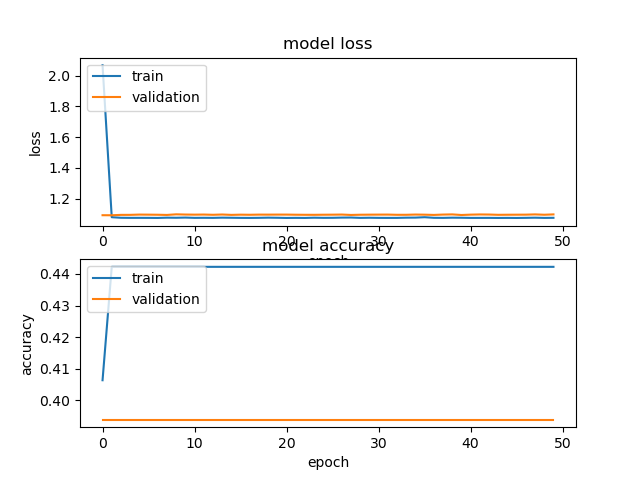 model loss
train
validation
2.0
1.8
1.6
1.4
1.2
loss
0 10 20 30 40 50
epoch
model accuracy
train
validation
0.44
0.43
0.42
0.41
0.40
accuracy
0 10 20 30 40 50
epoch